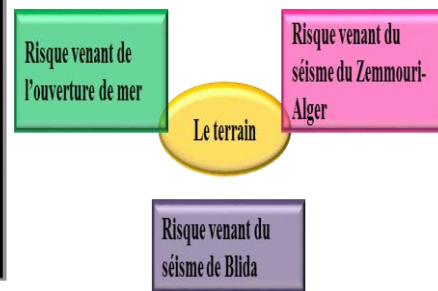 Risque venant de
l'ouverture de mer
Risque venant du
séisme du Zemmouri-
Alger
Le terrain
Risque venant du
séisme de Blida